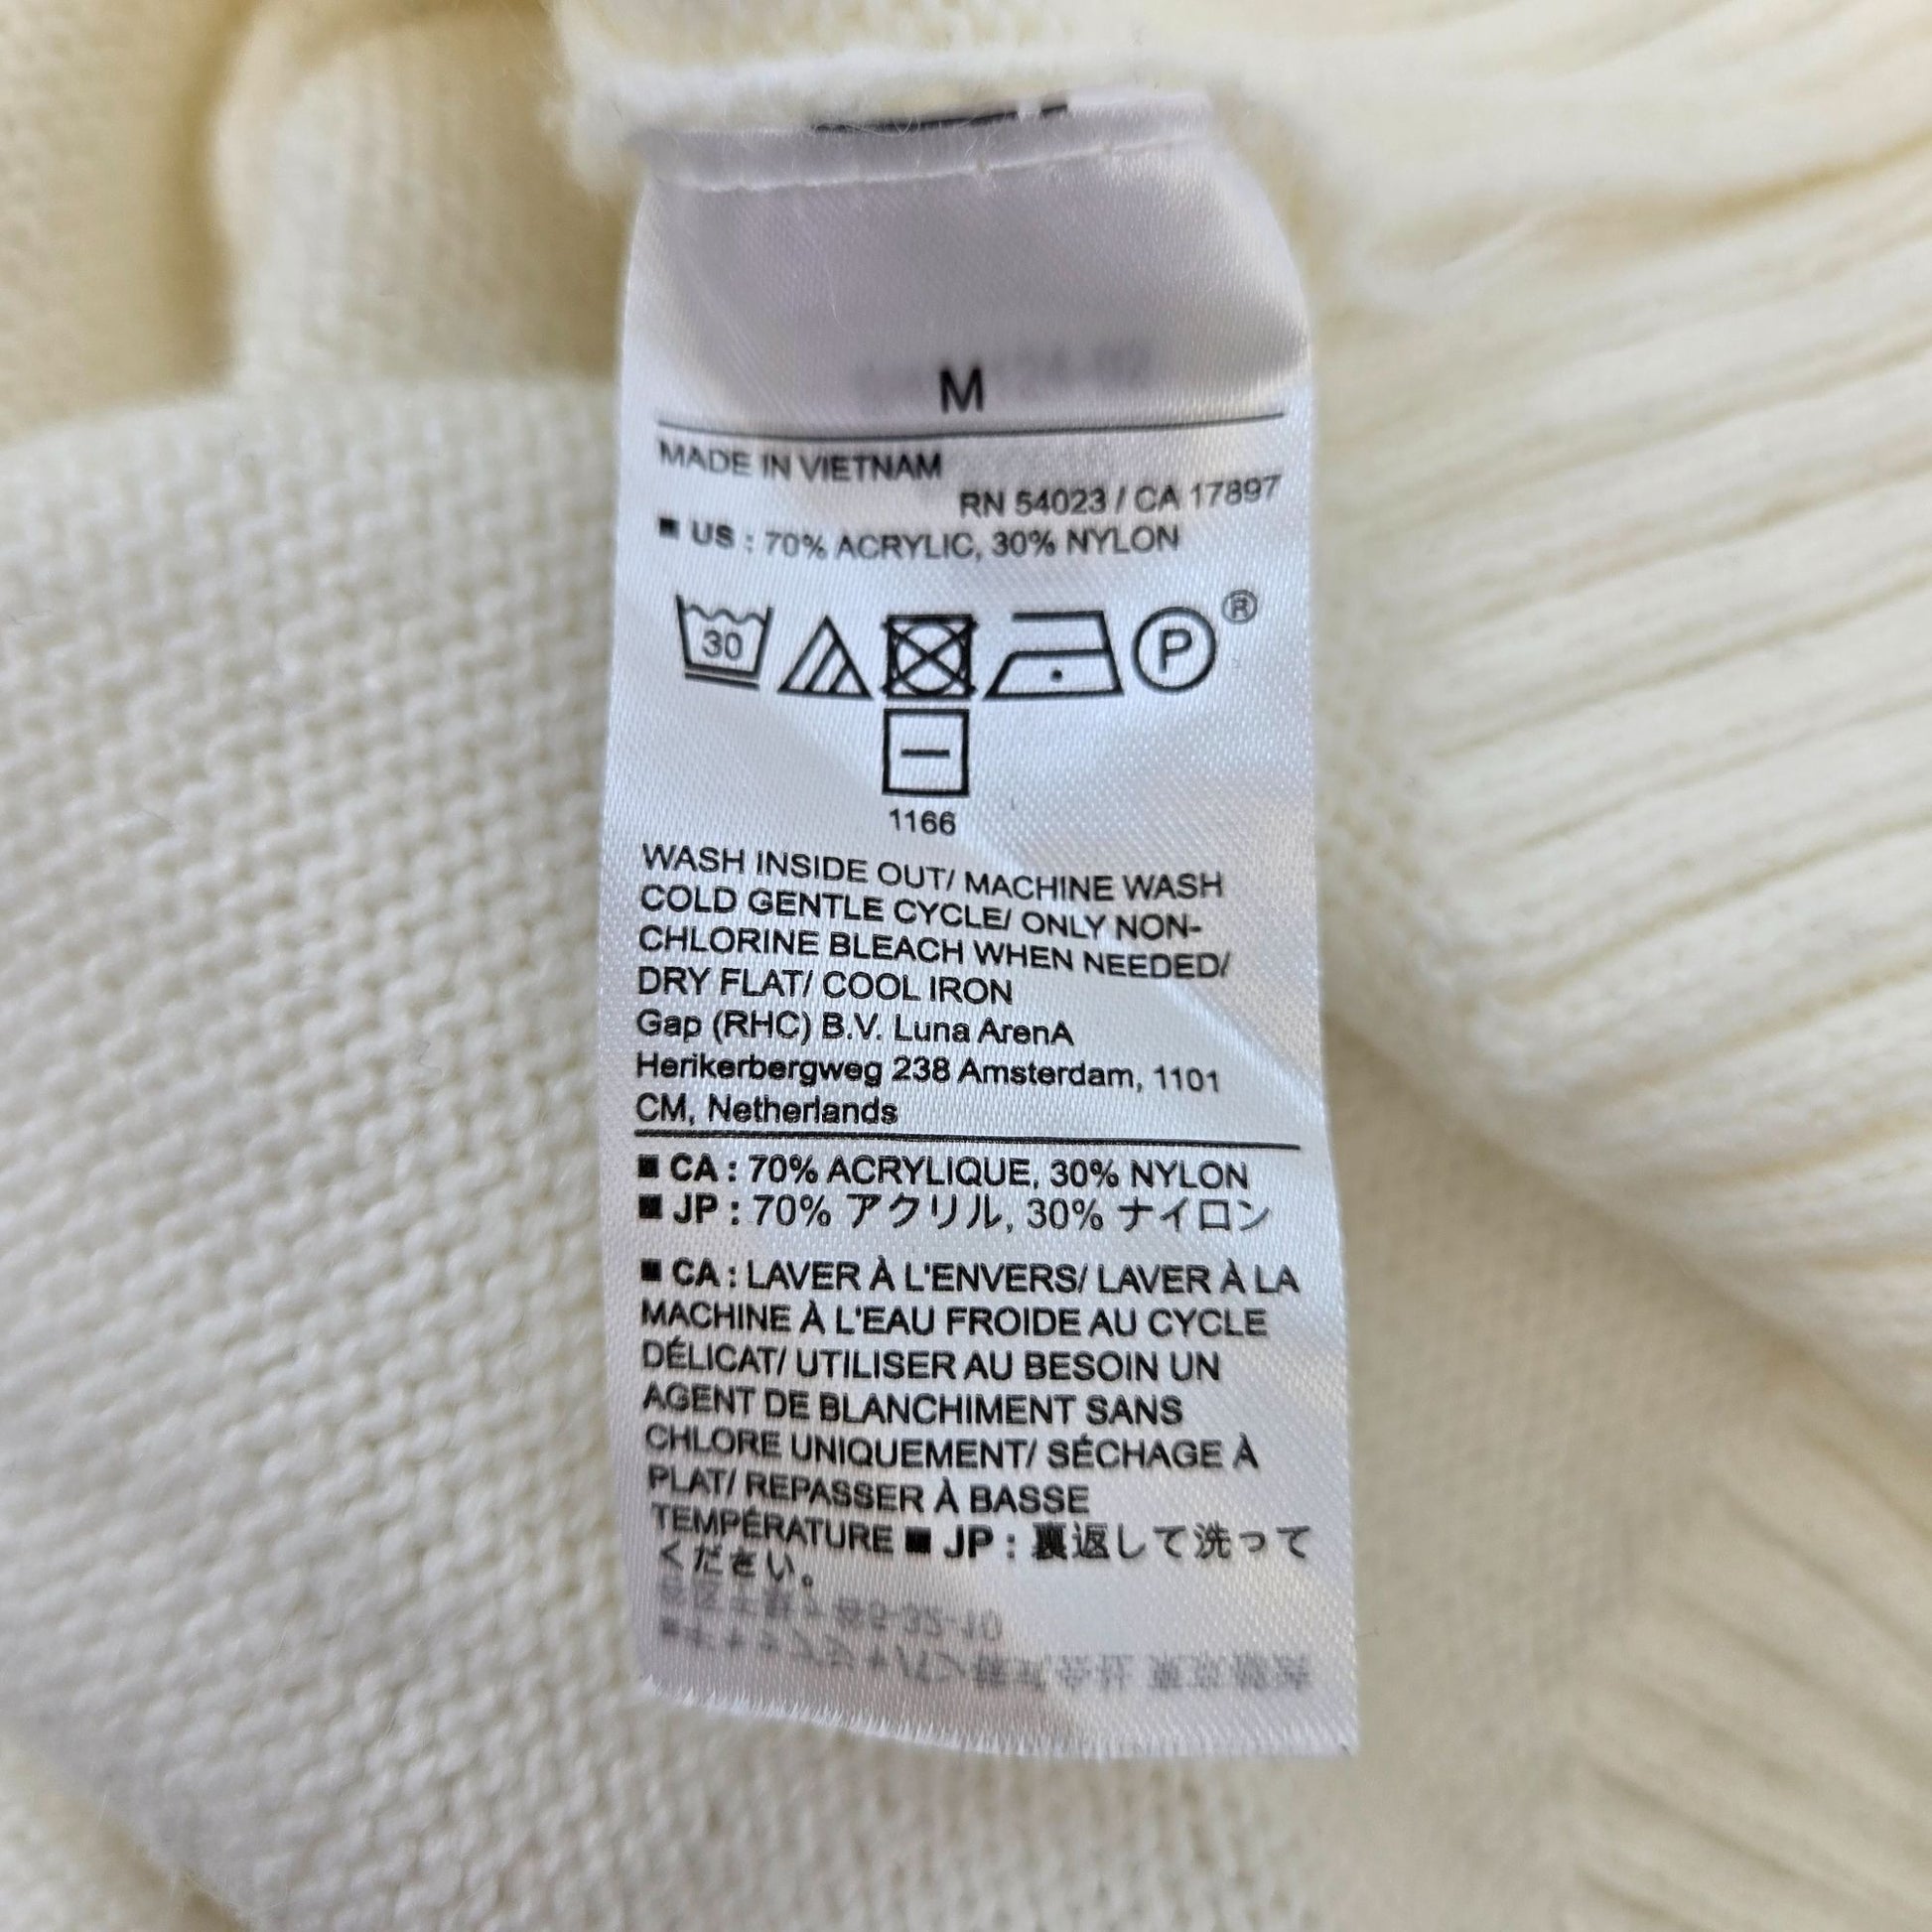 M
MADE IN VIETNAM
RN 54023 / CA 17897
■ US : 70% ACRYLIC, 30% NYLON
30
P
®
1166
WASH INSIDE OUT/ MACHINE WASH
COLD GENTLE CYCLE/ ONLY NON-
CHLORINE BLEACH WHEN NEEDED/
DRY FLAT/ COOL IRON
Gap (RHC) B.V. Luna ArenA
Herikerbergweg 238 Amsterdam, 1101
CM, Netherlands
■ CA : 70% ACRYLIQUE, 30% NYLON
■ JP : 70% アクリル, 30% ナイロン
■ CA : LAVER À L'ENVERS/ LAVER À LA
MACHINE À L'EAU FROIDE AU CYCLE
DÉLICAT/ UTILISER AU BESOIN UN
AGENT DE BLANCHIMENT SANS
CHLORE UNIQUEMENT/ SÉCHAGE À
PLAT/ REPASSER À BASSE
TEMPÉRATURE ■ JP : 裏返して洗って
ください。